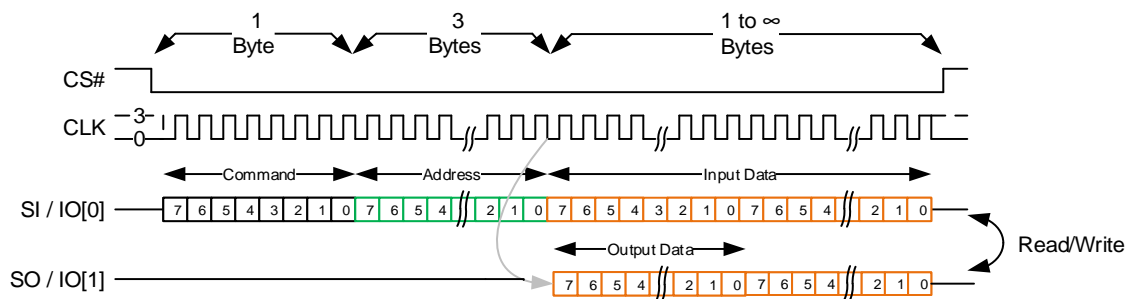 1 Byte
3 Bytes
1 to ∞ Bytes
CS#
CLK
3
0
Command
Address
Input Data
SI / IO[0]
7 6 5 4 3 2 1 0 7 6 5 4 2 1 0 7 6 5 4 3 2 1 0 7 6 5 4 2 1 0
Output Data
Read/Write
SO / IO[1]
7 6 5 4 2 1 0 7 6 5 4 2 1 0